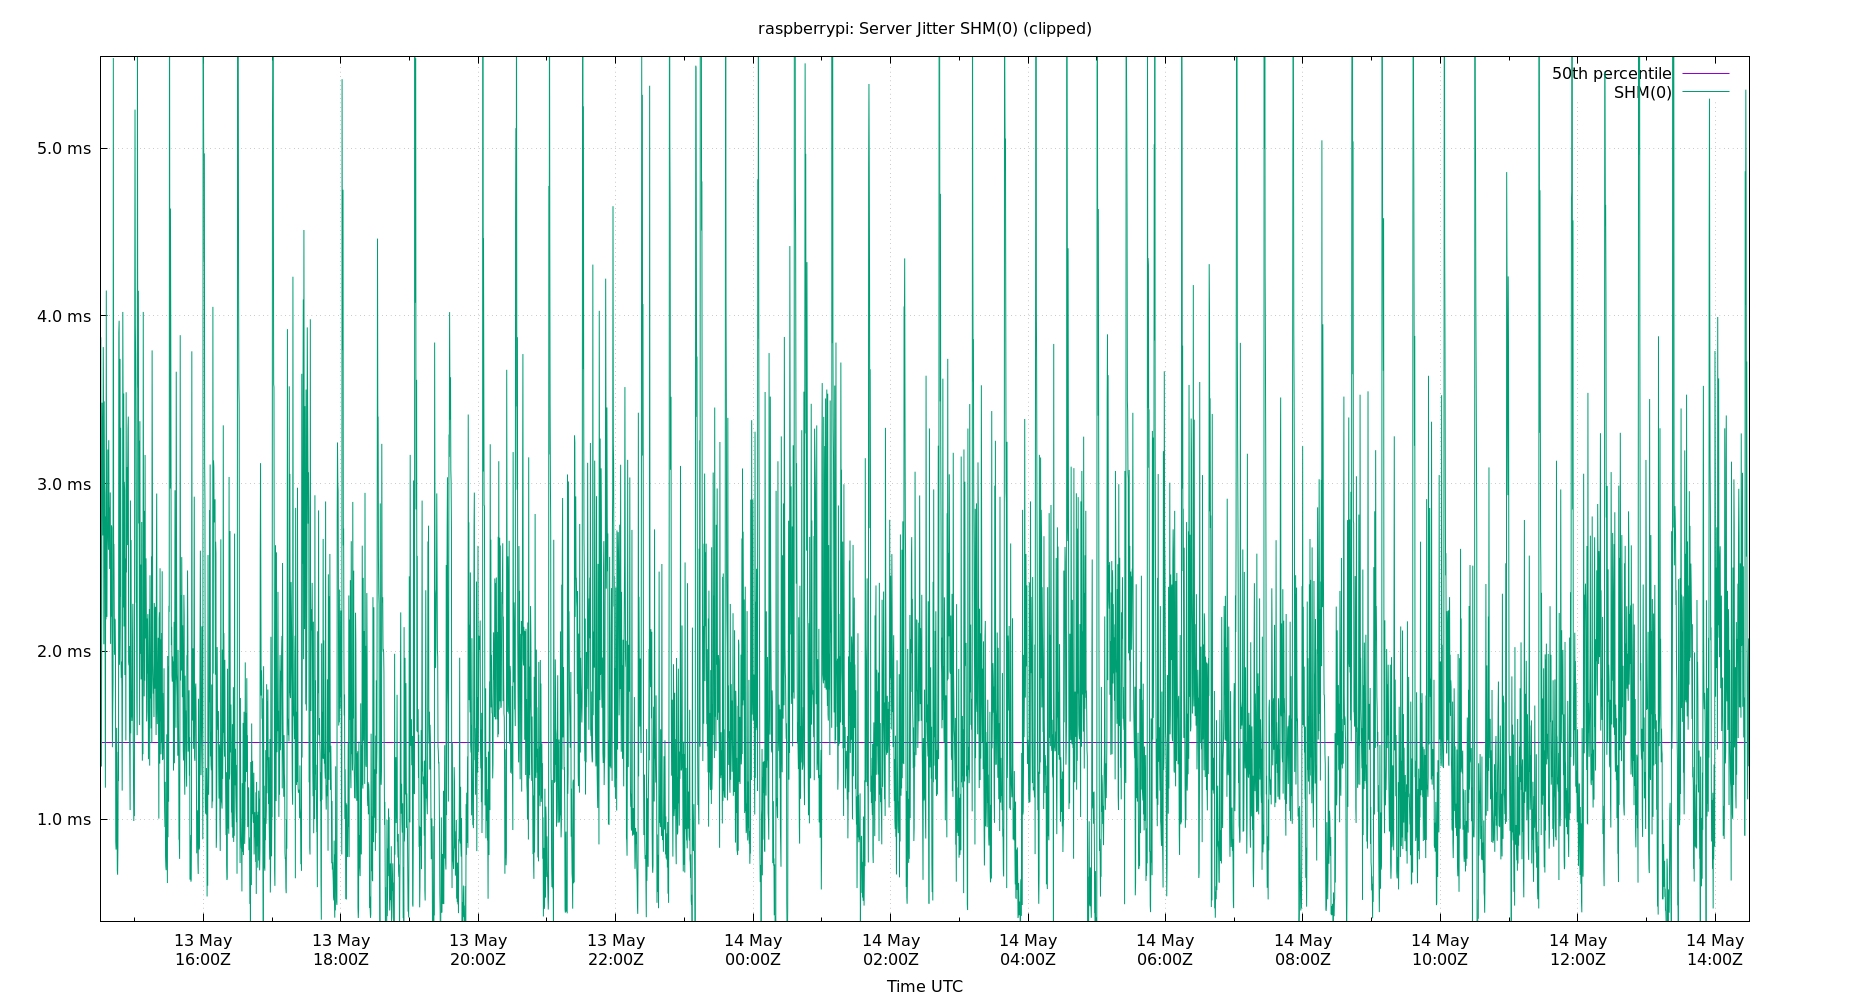 raspberrypi: Server Jitter SHM(0) (clipped)
50th percentile
SHM(0)
5.0 ms
4.0 ms
3.0 ms
2.0 ms
1.0 ms
13 May 13 May 13 May 13 May 14 May 14 May 14 May 14 May 14 May 14 May 14 May 14 May
16:00Z 18:00Z 20:00Z 22:00Z 00:00Z 02:00Z 04:00Z 06:00Z 08:00Z 10:00Z 12:00Z 14:00Z
Time UTC